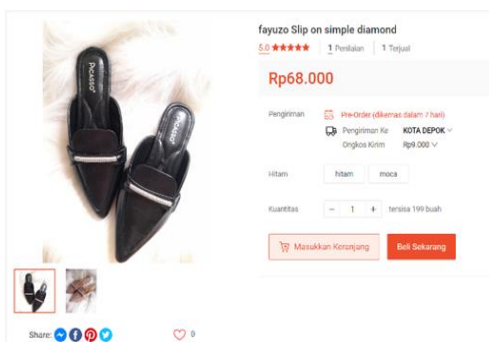 fayuzo Slip on simple diamond
5.0 1 Penilaian 1 Terjual
Rp68.000
Pengiriman Pre-Order (dikemas dalam 7 hari)
Pengiriman Ke KOTA DEPOK
Ongkos Kirim Rp9.000
Hitam hitam moca
Kuantitas - 1 + tersisa 199 buah
Masukkan Keranjang Beli Sekarang
PICASSO
PICASSO
Share: 0